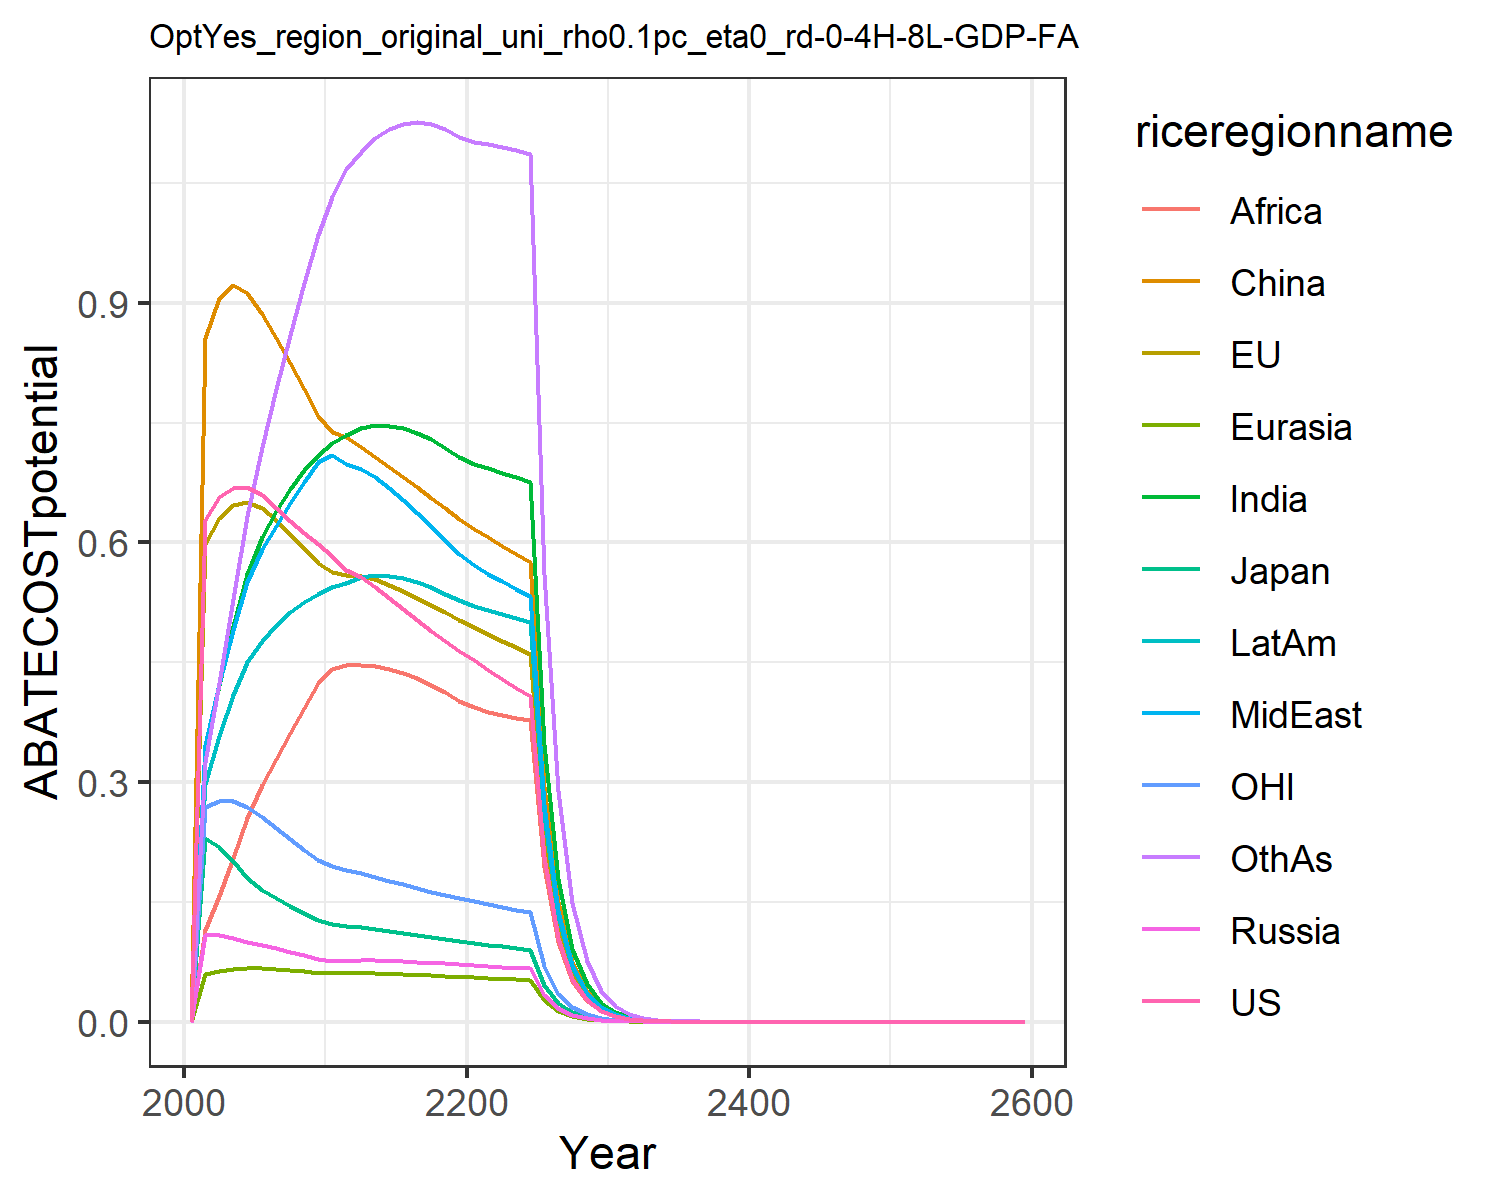 OptYes_region_original_uni_rho0.1pc_eta0_rd-0-4H-8L-GDP-FA
ABATECOSTpotential
0.9
0.6
0.3
0.0
2000
2200
2400
2600
Year
riceregionname
Africa
China
EU
Eurasia
India
Japan
LatAm
MidEast
OHI
OthAs
Russia
US